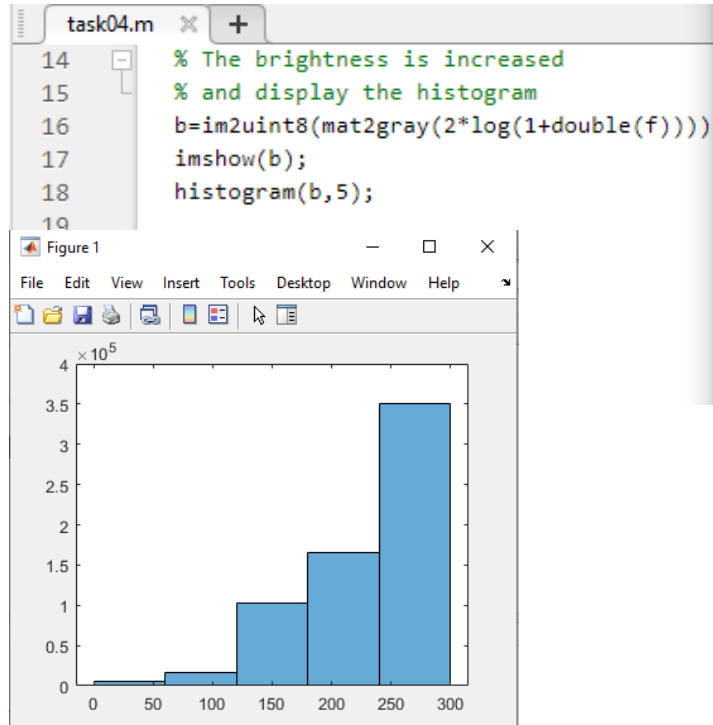 task04.m × +
14 % The brightness is increased
15 % and display the histogram
16 b=im2uint8(mat2gray(2*log(1+double(f))))
17 imshow(b);
18 histogram(b,5);
19
Figure 1
File Edit View Insert Tools Desktop Window Help
×10^5
4
3.5
3
2.5
2
1.5
1
0.5
0
0 50 100 150 200 250 300